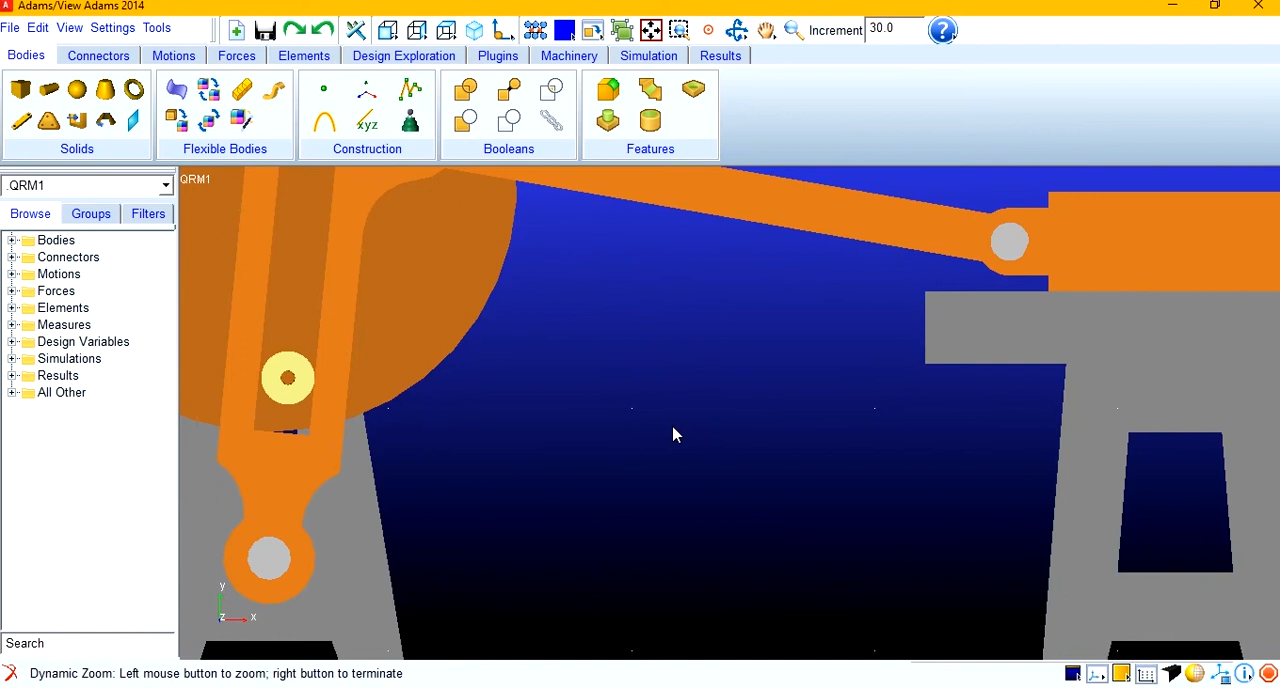 Adams/View Adams 2014
File Edit View Settings Tools
Increment 30.0
Bodies Connectors Motions Forces Elements Design Exploration Plugins Machinery Simulation Results
xyz
Solids Flexible Bodies Construction Booleans Features
.QRM1
QRM1
Browse Groups Filters
Bodies
Connectors
Motions
Forces
Elements
Measures
Design Variables
Simulations
Results
All Other
y
z x
Search
Dynamic Zoom: Left mouse button to zoom; right button to terminate